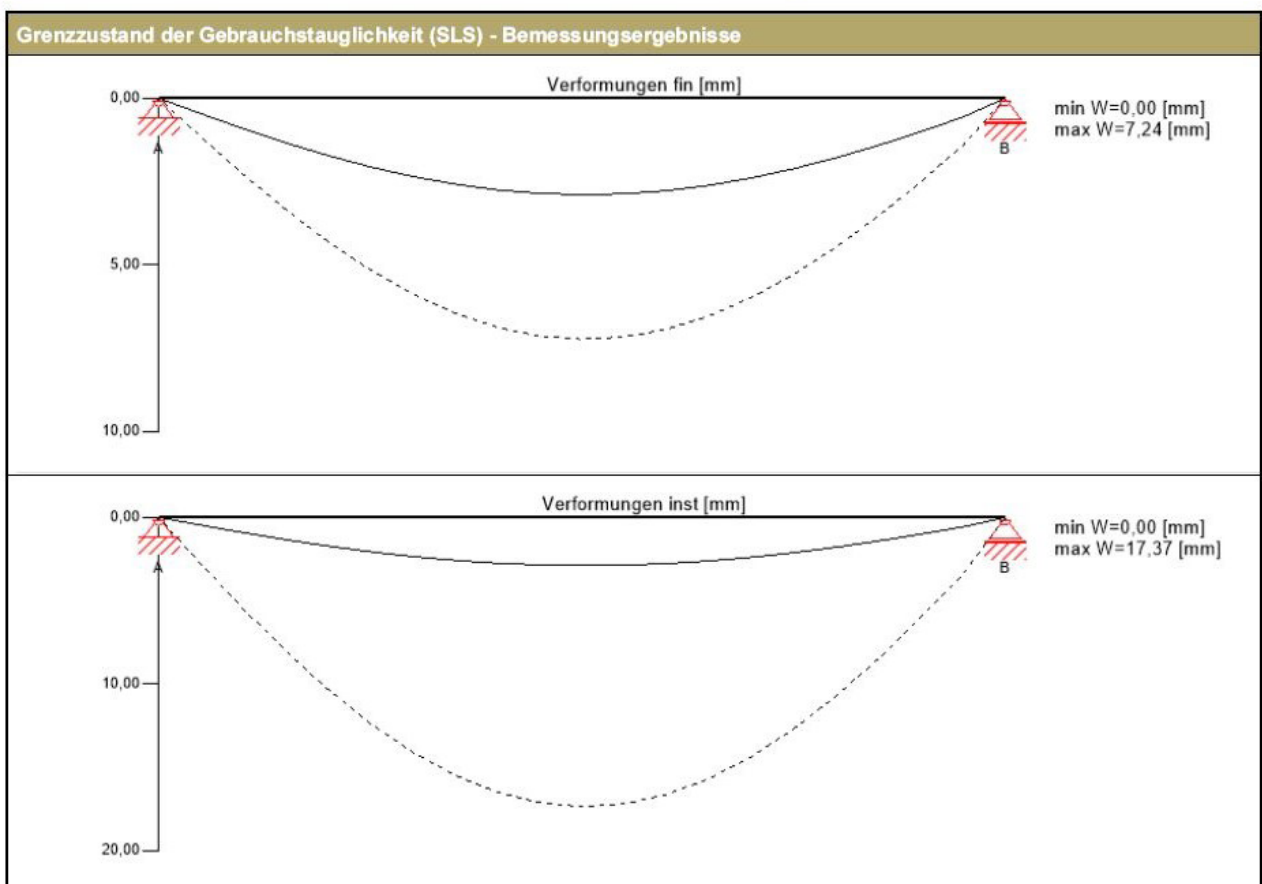 Grenzzustand der Gebrauchstauglichkeit (SLS) - Bemessungsergebnisse
Verformungen fin [mm]
0,00
min W=0,00 [mm]
max W=7,24 [mm]
A
B
5,00
10,00
Verformungen inst [mm]
0,00
min W=0,00 [mm]
max W=17,37 [mm]
A
B
10,00
20,00